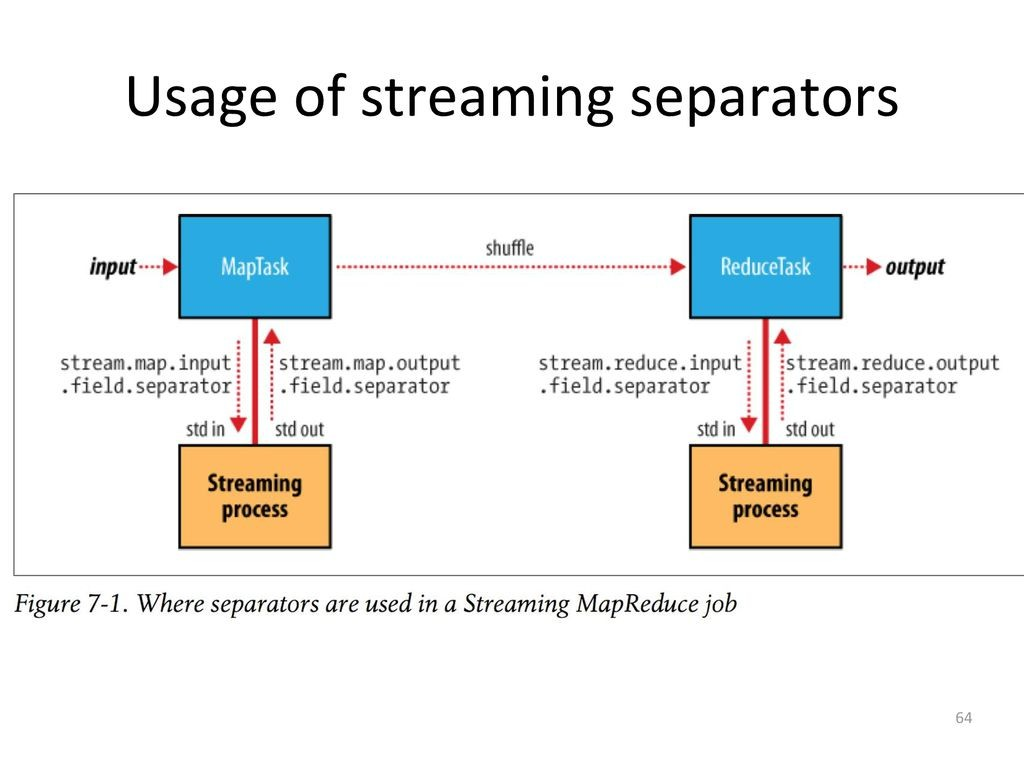 Usage of streaming separators
shuffle
input
MapTask
ReduceTask
output
stream.map.input
.field.separator
stream.map.output
.field.separator
stream.reduce.input
.field.separator
stream.reduce.output
.field.separator
std in
std out
std in
std out
Streaming
process
Streaming
process
Figure 7-1. Where separators are used in a Streaming MapReduce job
64